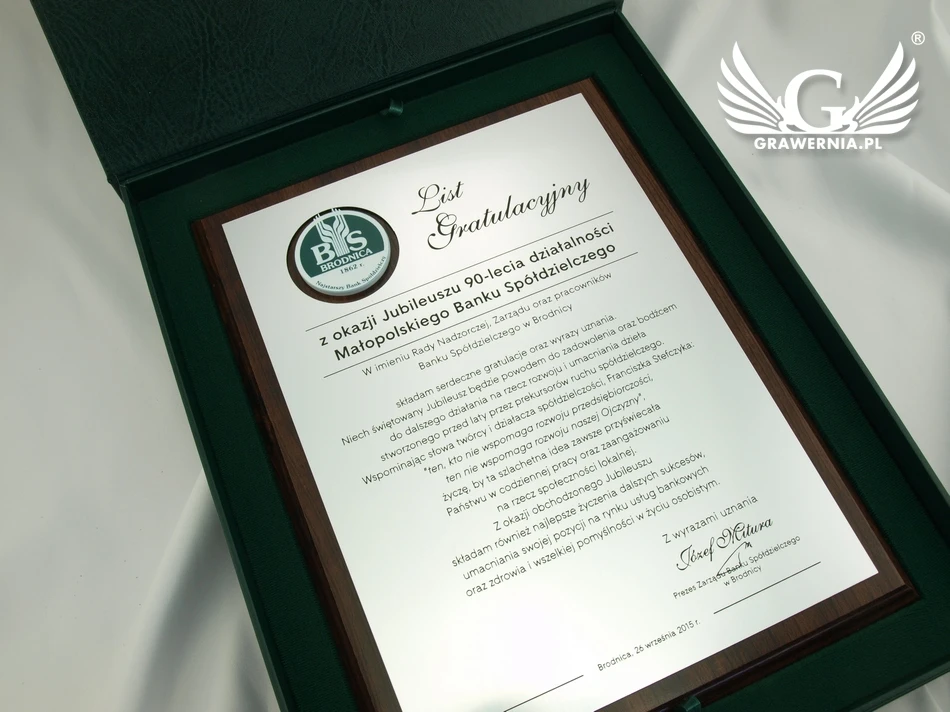 ®
G
GRAWERNIA.PL
List
Gratulacyjny
BS
BRODNICA
1862 r.
Najstarszy Bank Spółdzielczy
z okazji Jubileuszu 90-lecia działalności
Małopolskiego Banku Spółdzielczego
W imieniu Rady Nadzorczej, Zarządu oraz pracowników
Banku Spółdzielczego w Brodnicy
składam serdeczne gratulacje oraz wyrazy uznania.
Niech świętowany Jubileusz będzie powodem do zadowolenia oraz bodźcem
do dalszego działania na rzecz rozwoju i umacniania dzieła
stworzonego przed laty przez prekursorów ruchu spółdzielczego.
Wspominając słowa twórcy i działacza spółdzielczości, Franciszka Stefczyka:
"ten, kto nie wspomaga rozwoju przedsiębiorczości,
ten nie wspomaga rozwoju naszej Ojczyzny",
życzę, by ta szlachetna idea zawsze przyświecała
Państwu w codziennej pracy oraz zaangażowaniu
na rzecz społeczności lokalnej.
Z okazji obchodzonego Jubileuszu
składam również najlepsze życzenia dalszych sukcesów,
umacniania swojej pozycji na rynku usług bankowych
oraz zdrowia i wszelkiej pomyślności w życiu osobistym.
Z wyrazami uznania
Józef Mitura
Prezes Zarządu Banku Spółdzielczego
w Brodnicy
Brodnica, 26 września 2015 r.